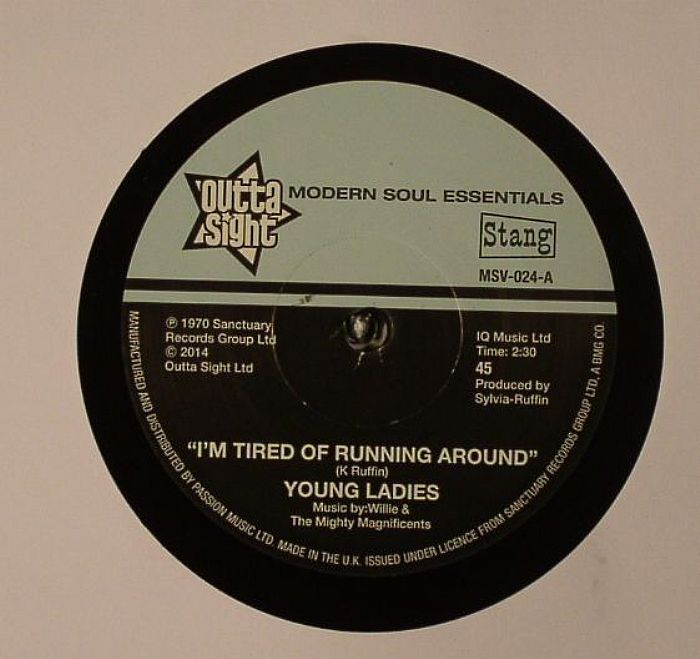 Outta
Sight
MODERN SOUL ESSENTIALS
Stang
MSV-024-A
℗ 1970 Sanctuary
Records Group Ltd
© 2014
Outta Sight Ltd
IQ Music Ltd
Time: 2:30
45
Produced by
Sylvia-Ruffin
"I'M TIRED OF RUNNING AROUND"
(K Ruffin)
YOUNG LADIES
Music by:Willie &
The Mighty Magnificents
MANUFACTURED AND DISTRIBUTED BY PASSION MUSIC LTD. MADE IN THE U.K. ISSUED UNDER LICENCE FROM SANCTUARY RECORDS GROUP LTD, A BMG CO.